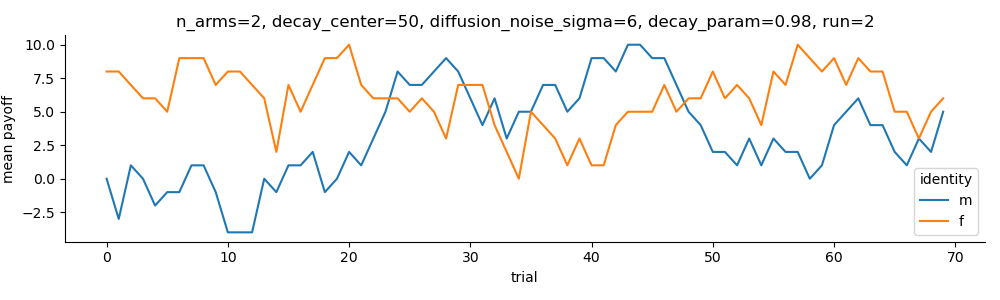 n_arms=2, decay_center=50, diffusion_noise_sigma=6, decay_param=0.98, run=2
10.0
7.5
5.0
2.5
0.0
−2.5
mean payoff
identity
m
f
0 10 20 30 40 50 60 70
trial